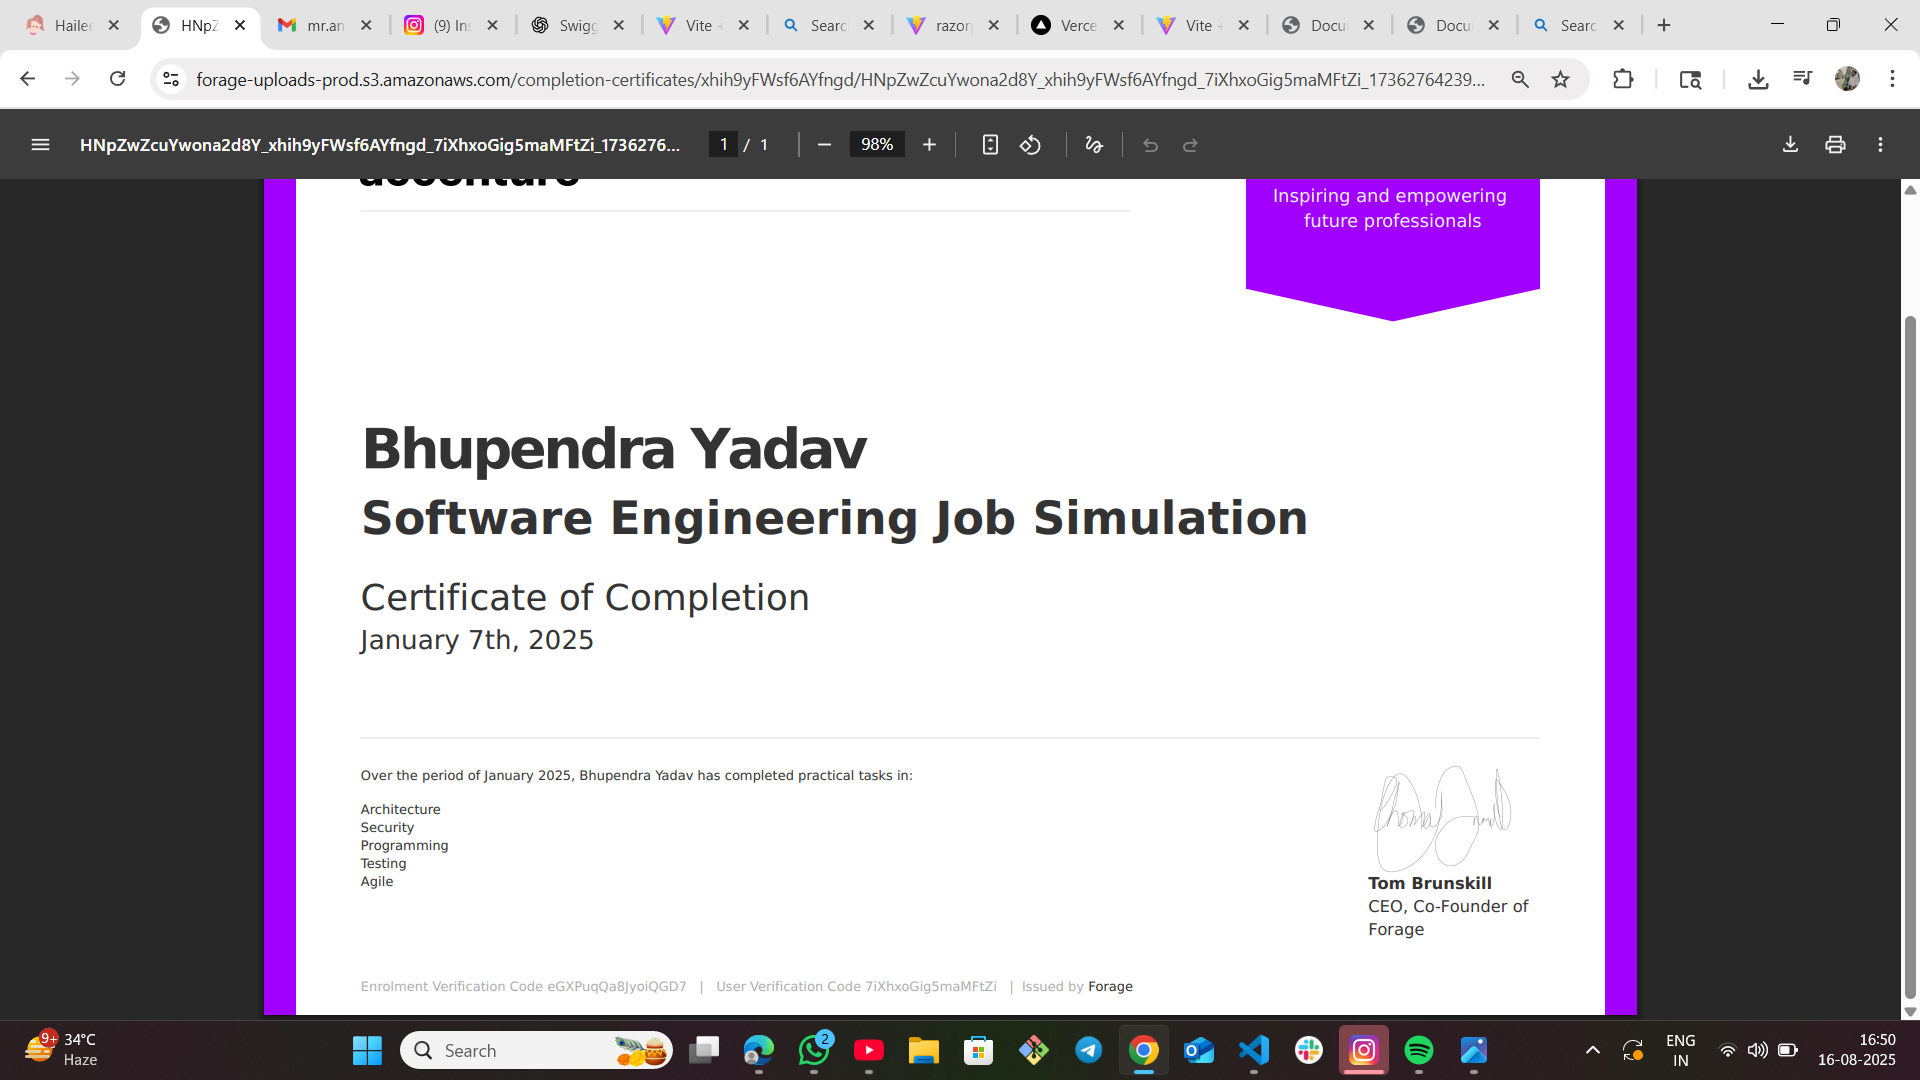 Hailee
HNpZ
mr.an
(9) Ins
Swigg
Vite +
Searc
razor
Verce
Vite +
Docu
Docu
Searc
forage-uploads-prod.s3.amazonaws.com/completion-certificates/xhih9yFWsf6AYfngd/HNpZwZcuYwona2d8Y_xhih9yFWsf6AYfngd_7iXhxoGig5maMFtZi_17362764239...
HNpZwZcuYwona2d8Y_xhih9yFWsf6AYfngd_7iXhxoGig5maMFtZi_1736276...
1 / 1
98%
accenture
Inspiring and empowering
future professionals
Bhupendra Yadav
Software Engineering Job Simulation
Certificate of Completion
January 7th, 2025
Over the period of January 2025, Bhupendra Yadav has completed practical tasks in:
Architecture
Security
Programming
Testing
Agile
Tom Brunskill
CEO, Co-Founder of
Forage
Enrolment Verification Code eGXPuqQa8JyoiQGD7 | User Verification Code 7iXhxoGig5maMFtZi | Issued by Forage
9+
34°C
Haze
Search
2
ENG
IN
16:50
16-08-2025